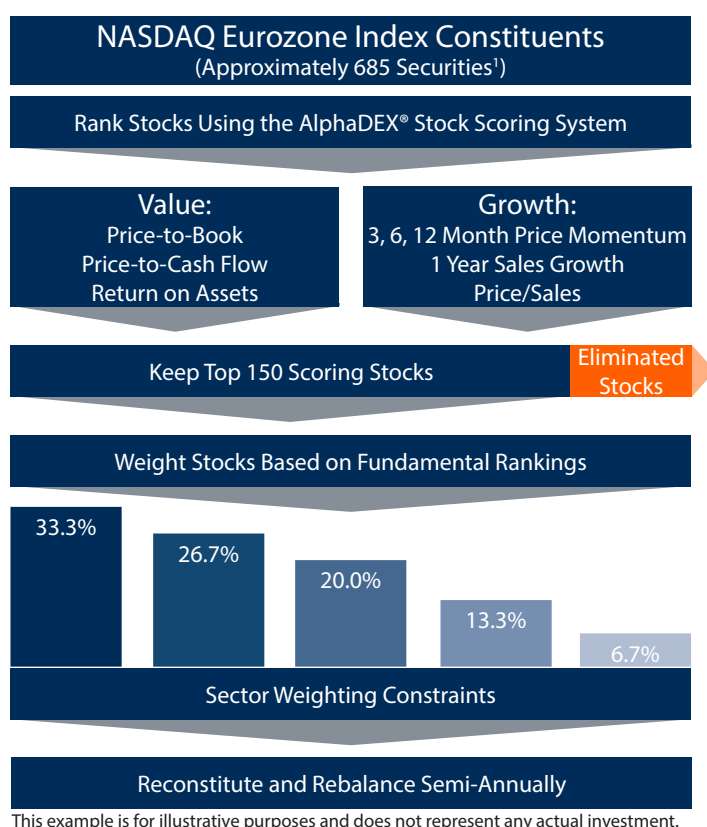 NASDAQ Eurozone Index Constituents
(Approximately 685 Securities¹)
Rank Stocks Using the AlphaDEX® Stock Scoring System
Value:
Price-to-Book
Price-to-Cash Flow
Return on Assets
Growth:
3, 6, 12 Month Price Momentum
1 Year Sales Growth
Price/Sales
Keep Top 150 Scoring Stocks
Eliminated
Stocks
Weight Stocks Based on Fundamental Rankings
33.3%
26.7%
20.0%
13.3%
6.7%
Sector Weighting Constraints
Reconstitute and Rebalance Semi-Annually
This example is for illustrative purposes and does not represent any actual investment.